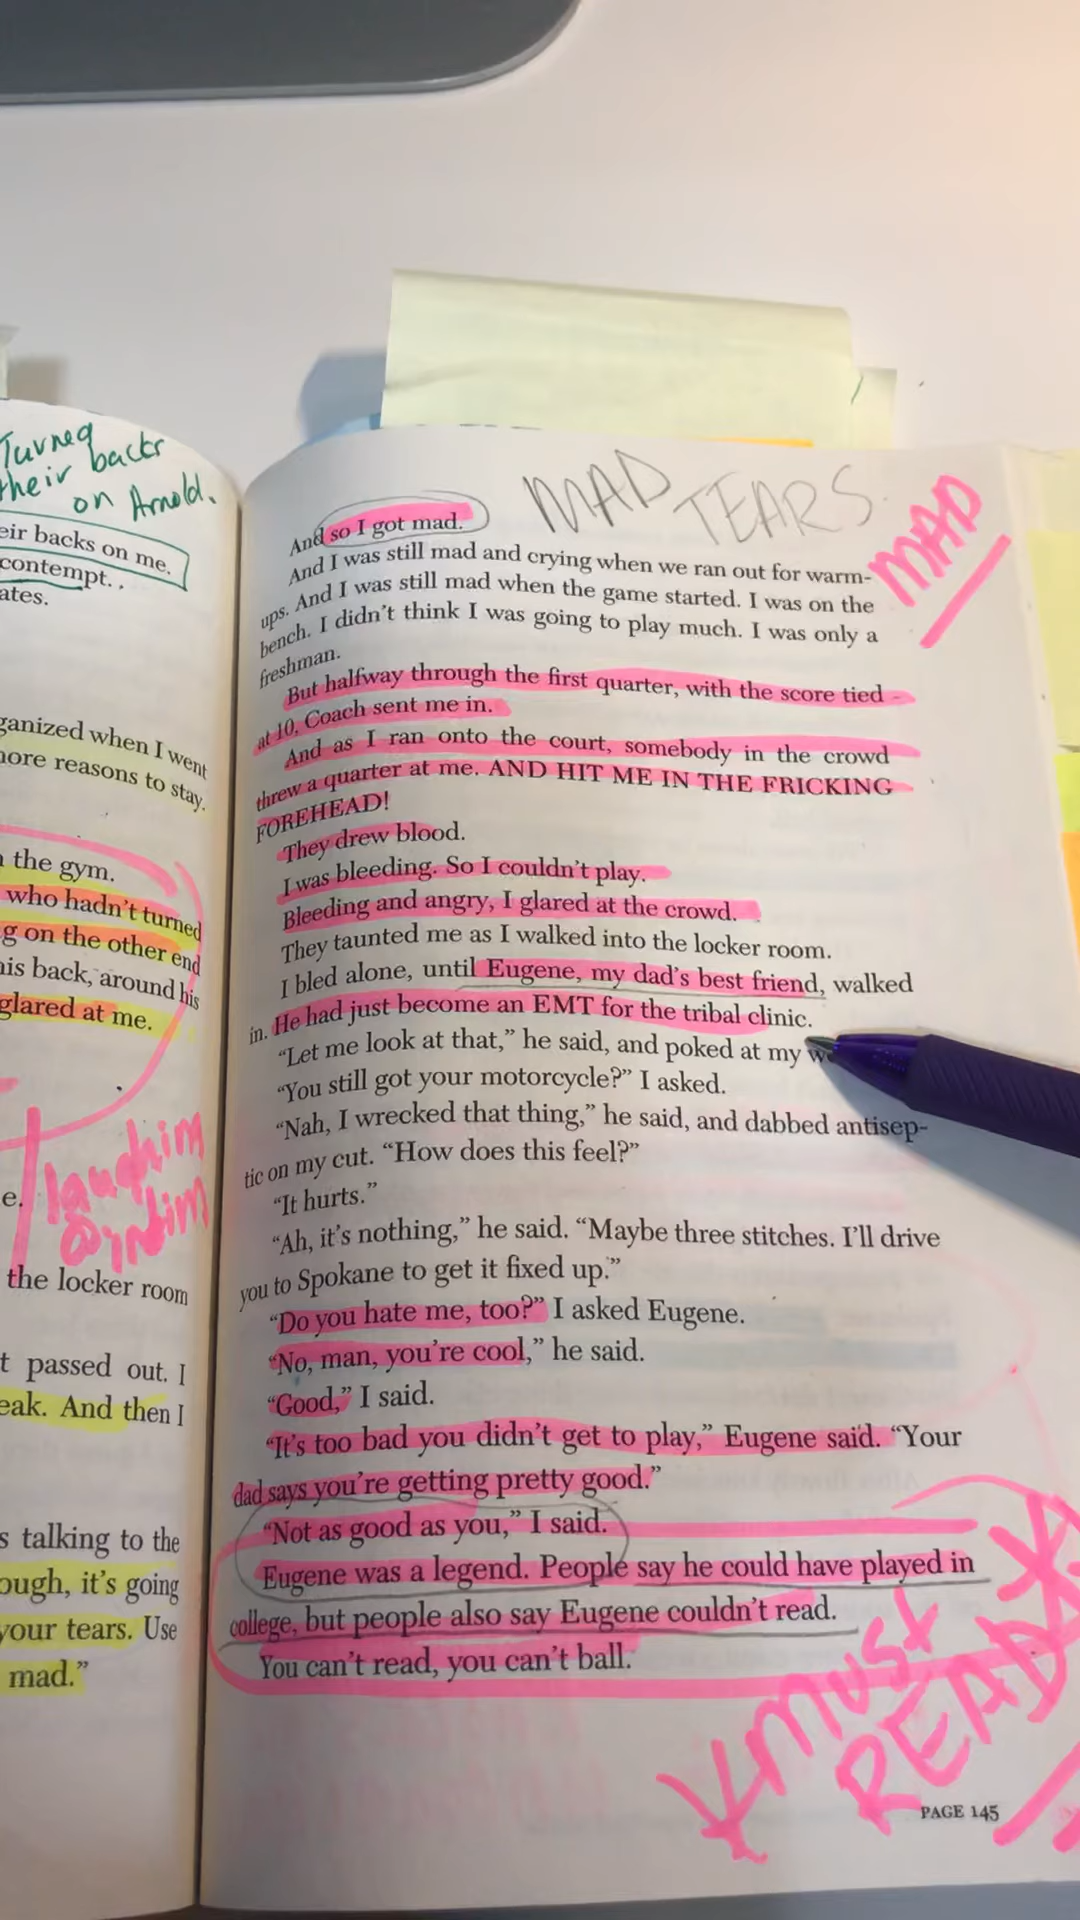 Turned
their backs
on Arnold.
eir backs on me.
contempt. .
ates.
ganized when I went
more reasons to stay.
the gym.
who hadn't turned
g on the other end
his back, around his
glared at me.
laughim
@ him
e.
the locker room
t passed out. I
eak. And then I
s talking to the
ough, it's going
your tears. Use
mad."
MAD TEARS.
MAD
And so I got mad.
And I was still mad and crying when we ran out for warm-
ups. And I was still mad when the game started. I was on the
bench. I didn't think I was going to play much. I was only a
freshman.
But halfway through the first quarter, with the score tied
at 10, Coach sent me in.
And as I ran onto the court, somebody in the crowd
threw a quarter at me. AND HIT ME IN THE FRICKING
FOREHEAD!
They drew blood.
I was bleeding. So I couldn't play.
Bleeding and angry, I glared at the crowd.
They taunted me as I walked into the locker room.
I bled alone, until Eugene, my dad's best friend, walked
in. He had just become an EMT for the tribal clinic.
"Let me look at that," he said, and poked at my
"You still got your motorcycle?" I asked.
"Nah, I wrecked that thing," he said, and dabbed antisep-
tic on my cut. "How does this feel?"
"It hurts."
"Ah, it's nothing," he said. "Maybe three stitches. I'll drive
you to Spokane to get it fixed up."
"Do you hate me, too?" I asked Eugene.
"No, man, you're cool," he said.
"Good," I said.
"It's too bad you didn't get to play," Eugene said. "Your
dad says you're getting pretty good."
"Not as good as you," I said.
Eugene was a legend. People say he could have played in
college, but people also say Eugene couldn't read.
You can't read, you can't ball.
must
READ
PAGE 145